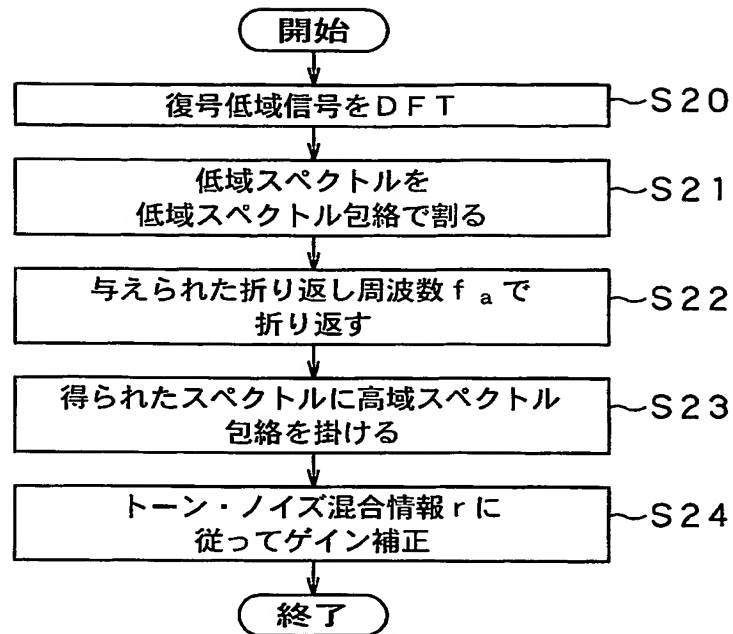 開始
復号低域信号をDFT
S20
低域スペクトルを
低域スペクトル包絡で割る
S21
与えられた折り返し周波数faで
折り返す
S22
得られたスペクトルに高域スペクトル
包絡を掛ける
S23
トーン・ノイズ混合情報rに
従ってゲイン補正
S24
終了